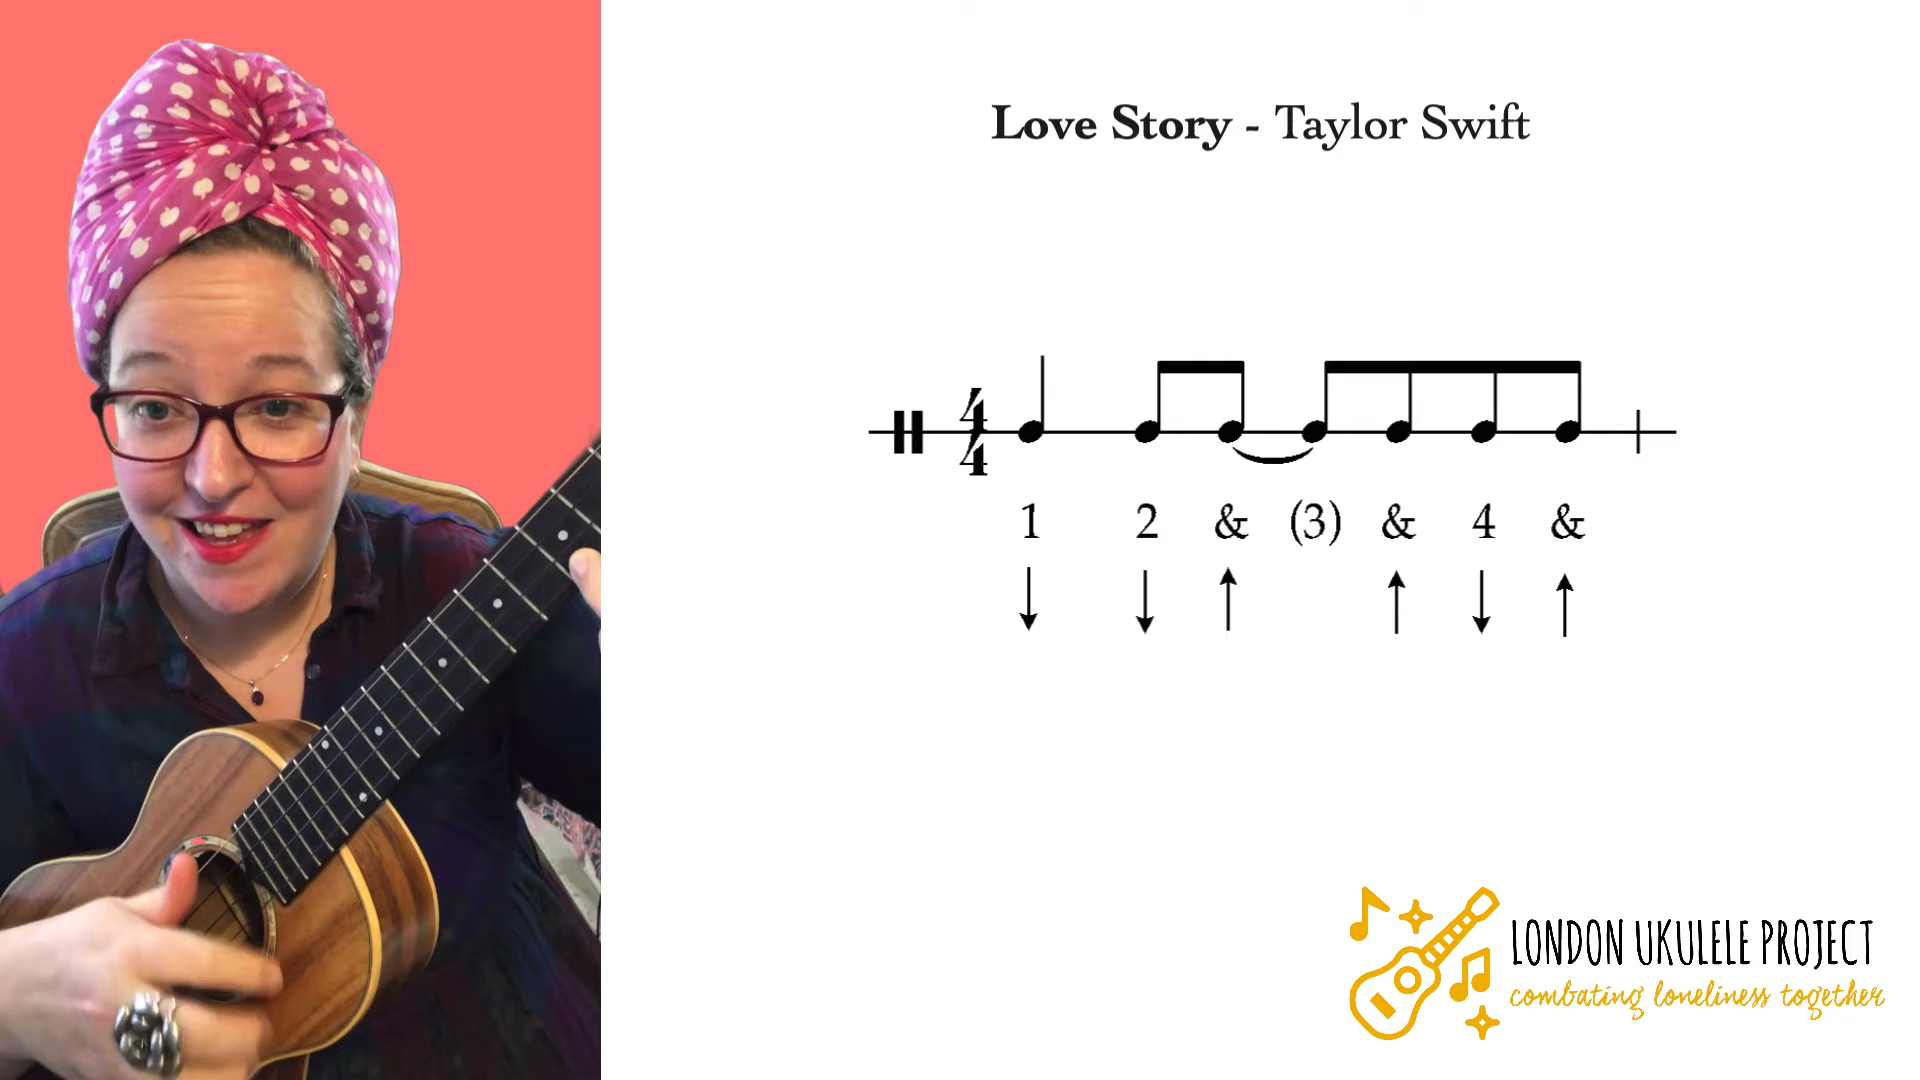 Love Story - Taylor Swift
4
4
1 2 & (3) & 4 &
LONDON UKULELE PROJECT
combating loneliness together